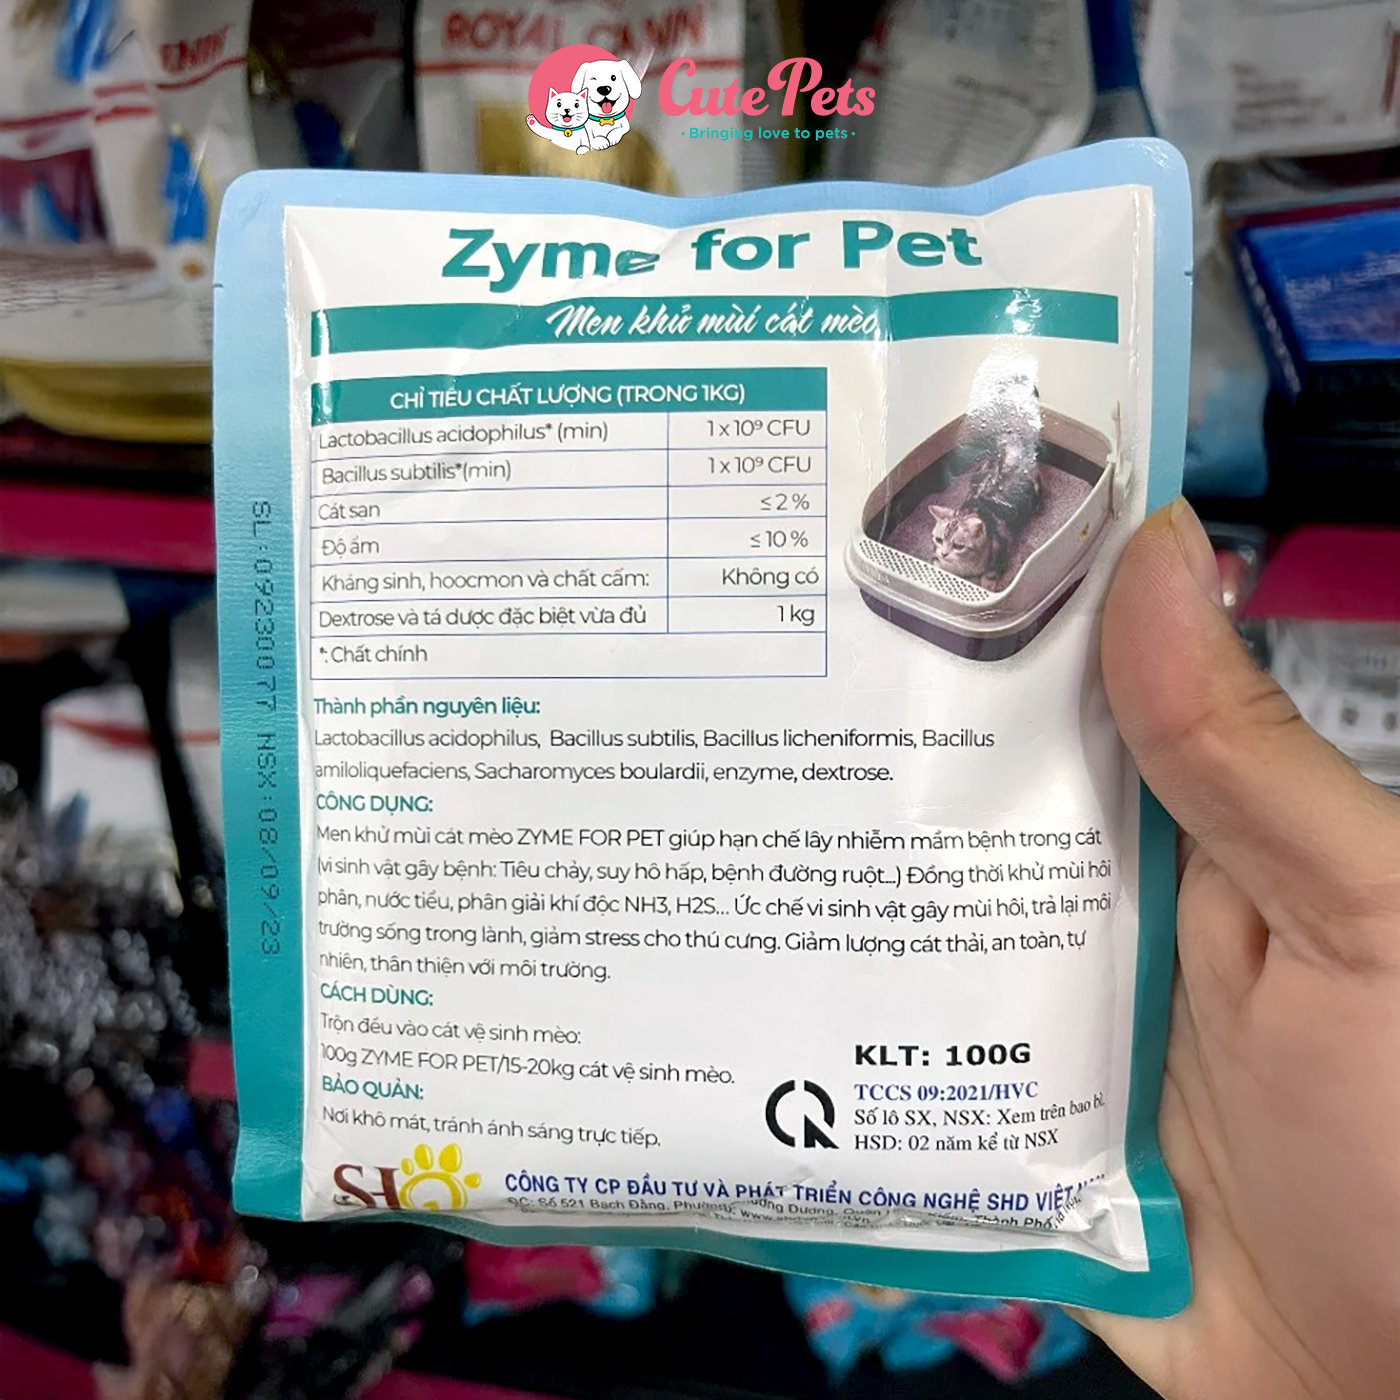 ROYAL CANIN
CutePets
• Bringing love to pets •
Zyme for Pet
Men khử mùi cát mèo
CHỈ TIÊU CHẤT LƯỢNG (TRONG 1KG)
Lactobacillus acidophilus* (min) 1 x 10⁹ CFU
Bacillus subtilis*(min) 1 x 10⁹ CFU
Cát sạn ≤ 2 %
Độ ẩm ≤ 10 %
Kháng sinh, hoocmon và chất cấm: Không có
Dextrose và tá dược đặc biệt vừa đủ 1 kg
*: Chất chính
Thành phần nguyên liệu:
Lactobacillus acidophilus, Bacillus subtilis, Bacillus licheniformis, Bacillus
amiloliquefaciens, Sacharomyces boulardii, enzyme, dextrose.
CÔNG DỤNG:
Men khử mùi cát mèo ZYME FOR PET giúp hạn chế lây nhiễm mầm bệnh trong cát
(vi sinh vật gây bệnh: Tiêu chảy, suy hô hấp, bệnh đường ruột...) Đồng thời khử mùi hôi
phân, nước tiểu, phân giải khí độc NH3, H2S... Ức chế vi sinh vật gây mùi hôi, trả lại môi
trường sống trong lành, giảm stress cho thú cưng. Giảm lượng cát thải, an toàn, tự
nhiên, thân thiện với môi trường.
CÁCH DÙNG:
Trộn đều vào cát vệ sinh mèo:
100g ZYME FOR PET/15-20kg cát vệ sinh mèo.
BẢO QUẢN:
Nơi khô mát, tránh ánh sáng trực tiếp.
KLT: 100G
TCCS 09:2021/HVC
Số lô SX, NSX: Xem trên bao bì.
HSD: 02 năm kể từ NSX
SH
CÔNG TY CP ĐẦU TƯ VÀ PHÁT TRIỂN CÔNG NGHỆ SHD VIỆT
ĐC: Số 521 Bạch Đằng, Dương, Quận Thành Phố
SL:09230077 NSX:08/09/23